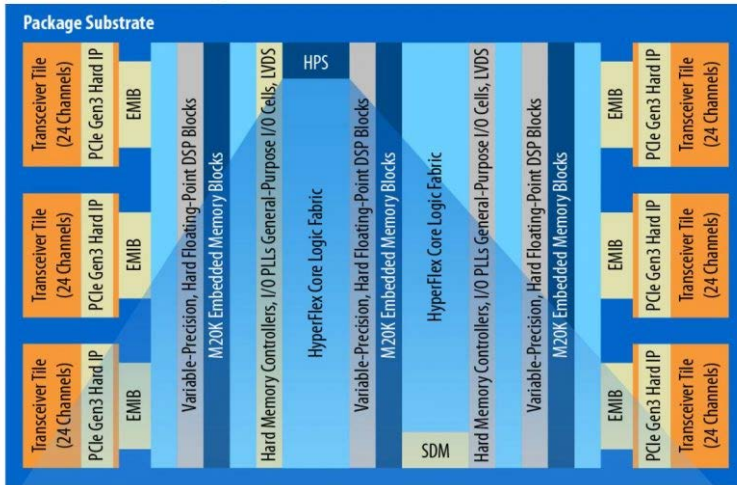 Package Substrate
Transceiver Tile
(24 Channels)
PCIe Gen3 Hard IP
EMIB
Transceiver Tile
(24 Channels)
PCIe Gen3 Hard IP
EMIB
Transceiver Tile
(24 Channels)
PCIe Gen3 Hard IP
EMIB
Variable-Precision, Hard Floating-Point DSP Blocks
M20K Embedded Memory Blocks
Hard Memory Controllers, I/O PLLs General-Purpose I/O Cells, LVDS
HPS
HyperFlex Core Logic Fabric
Variable-Precision, Hard Floating-Point DSP Blocks
M20K Embedded Memory Blocks
HyperFlex Core Logic Fabric
SDM
Hard Memory Controllers, I/O PLLs General-Purpose I/O Cells, LVDS
Variable-Precision, Hard Floating-Point DSP Blocks
M20K Embedded Memory Blocks
EMIB
PCIe Gen3 Hard IP
Transceiver Tile
(24 Channels)
EMIB
PCIe Gen3 Hard IP
Transceiver Tile
(24 Channels)
EMIB
PCIe Gen3 Hard IP
Transceiver Tile
(24 Channels)